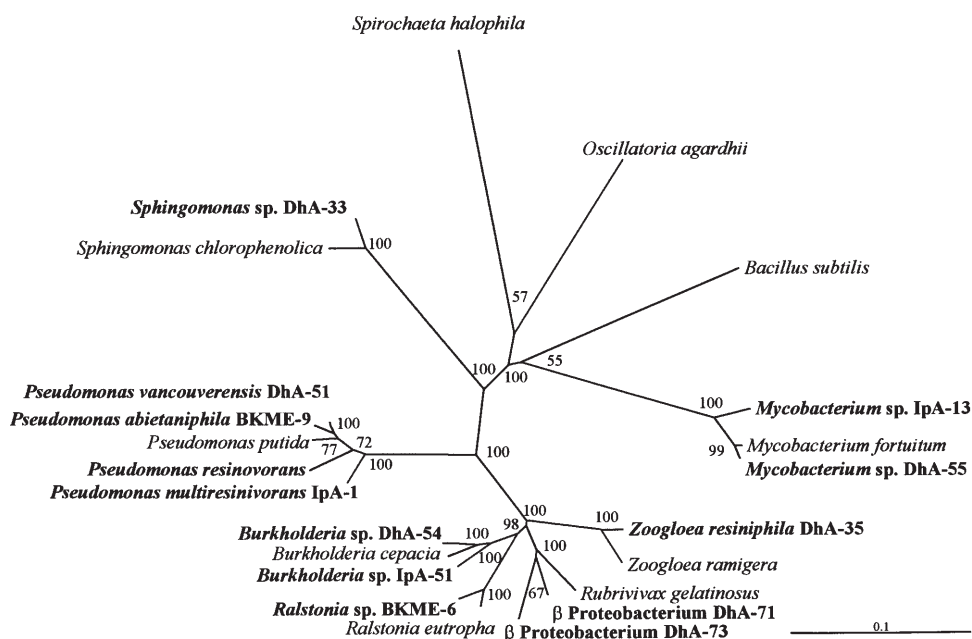 Spirochaeta halophila
Oscillatoria agardhii
Sphingomonas sp. DhA-33
Sphingomonas chlorophenolica
100
Bacillus subtilis
57
55
100
100
Pseudomonas vancouverensis DhA-51
Pseudomonas abietaniphila BKME-9
100
Pseudomonas putida
77
72
Pseudomonas resinovorans
100
Pseudomonas multiresinivorans IpA-1
100
100
Mycobacterium sp. IpA-13
Mycobacterium fortuitum
99
Mycobacterium sp. DhA-55
100
98
100
Zoogloea resiniphila DhA-35
Burkholderia sp. DhA-54
100
Burkholderia cepacia
100
100
Zoogloea ramigera
Burkholderia sp. IpA-51
Rubrivivax gelatinosus
100
67
Ralstonia sp. BKME-6
β Proteobacterium DhA-71
Ralstonia eutropha
β Proteobacterium DhA-73
0.1